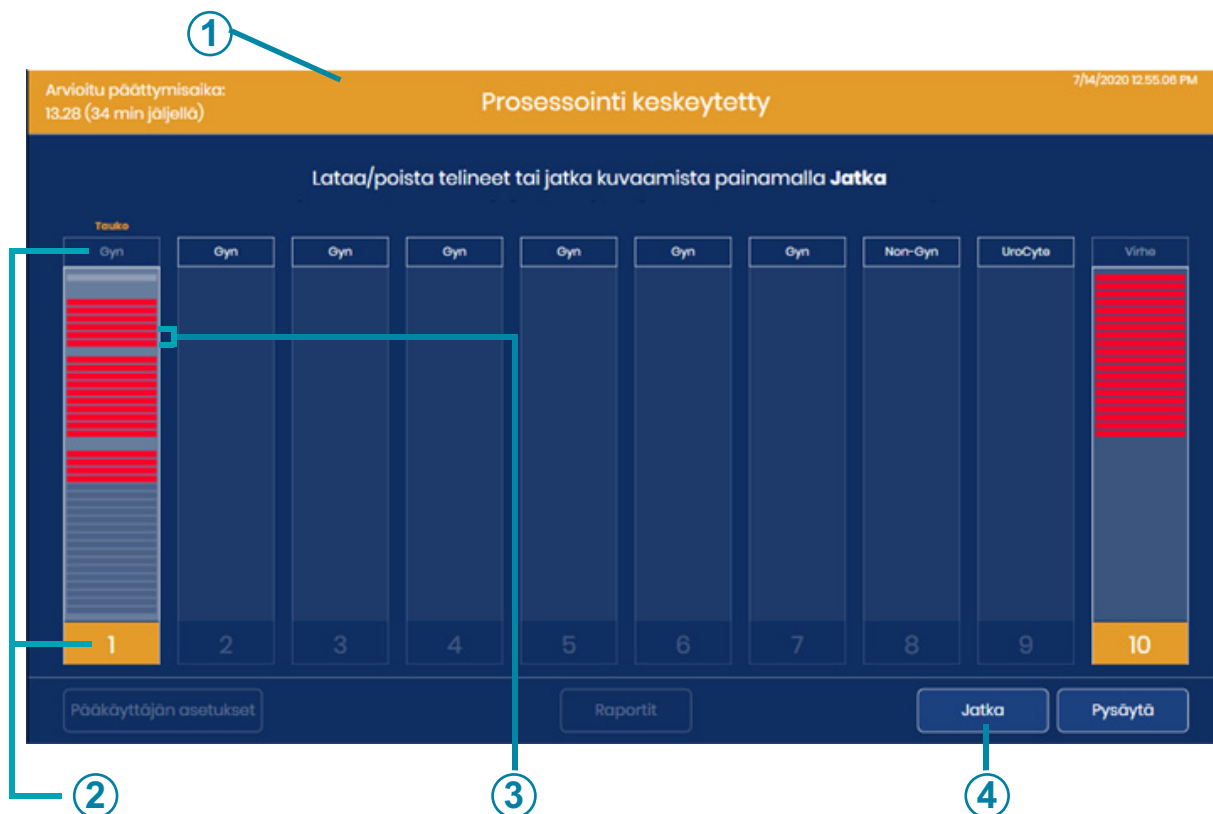 1
Arvioitu päättymisaika:
13.28 (34 min jäljellä)
Prosessointi keskeytetty
7/14/2020 12.55.06 PM
Lataa/poista telineet tai jatka kuvaamista painamalla Jatka
Tauko
Gyn Gyn Gyn Gyn Gyn Gyn Gyn Non-Gyn UroCyte Virhe
1 2 3 4 5 6 7 8 9 10
Pääkäyttäjän asetukset Raportit Jatka Pysäytä
2 3 4